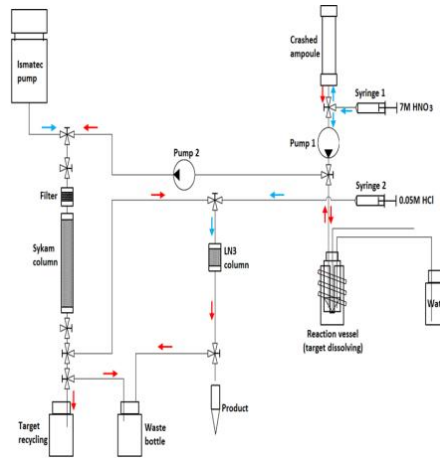 Ismatec
pump
Crashed
ampoule
Syringe 1
7M HNO3
Pump 1
Pump 2
Syringe 2
0.05M HCl
Filter
Sykam
column
LN3
column
Reaction vessel
(target dissolving)
Wat
Target
recycling
Waste
bottle
Product